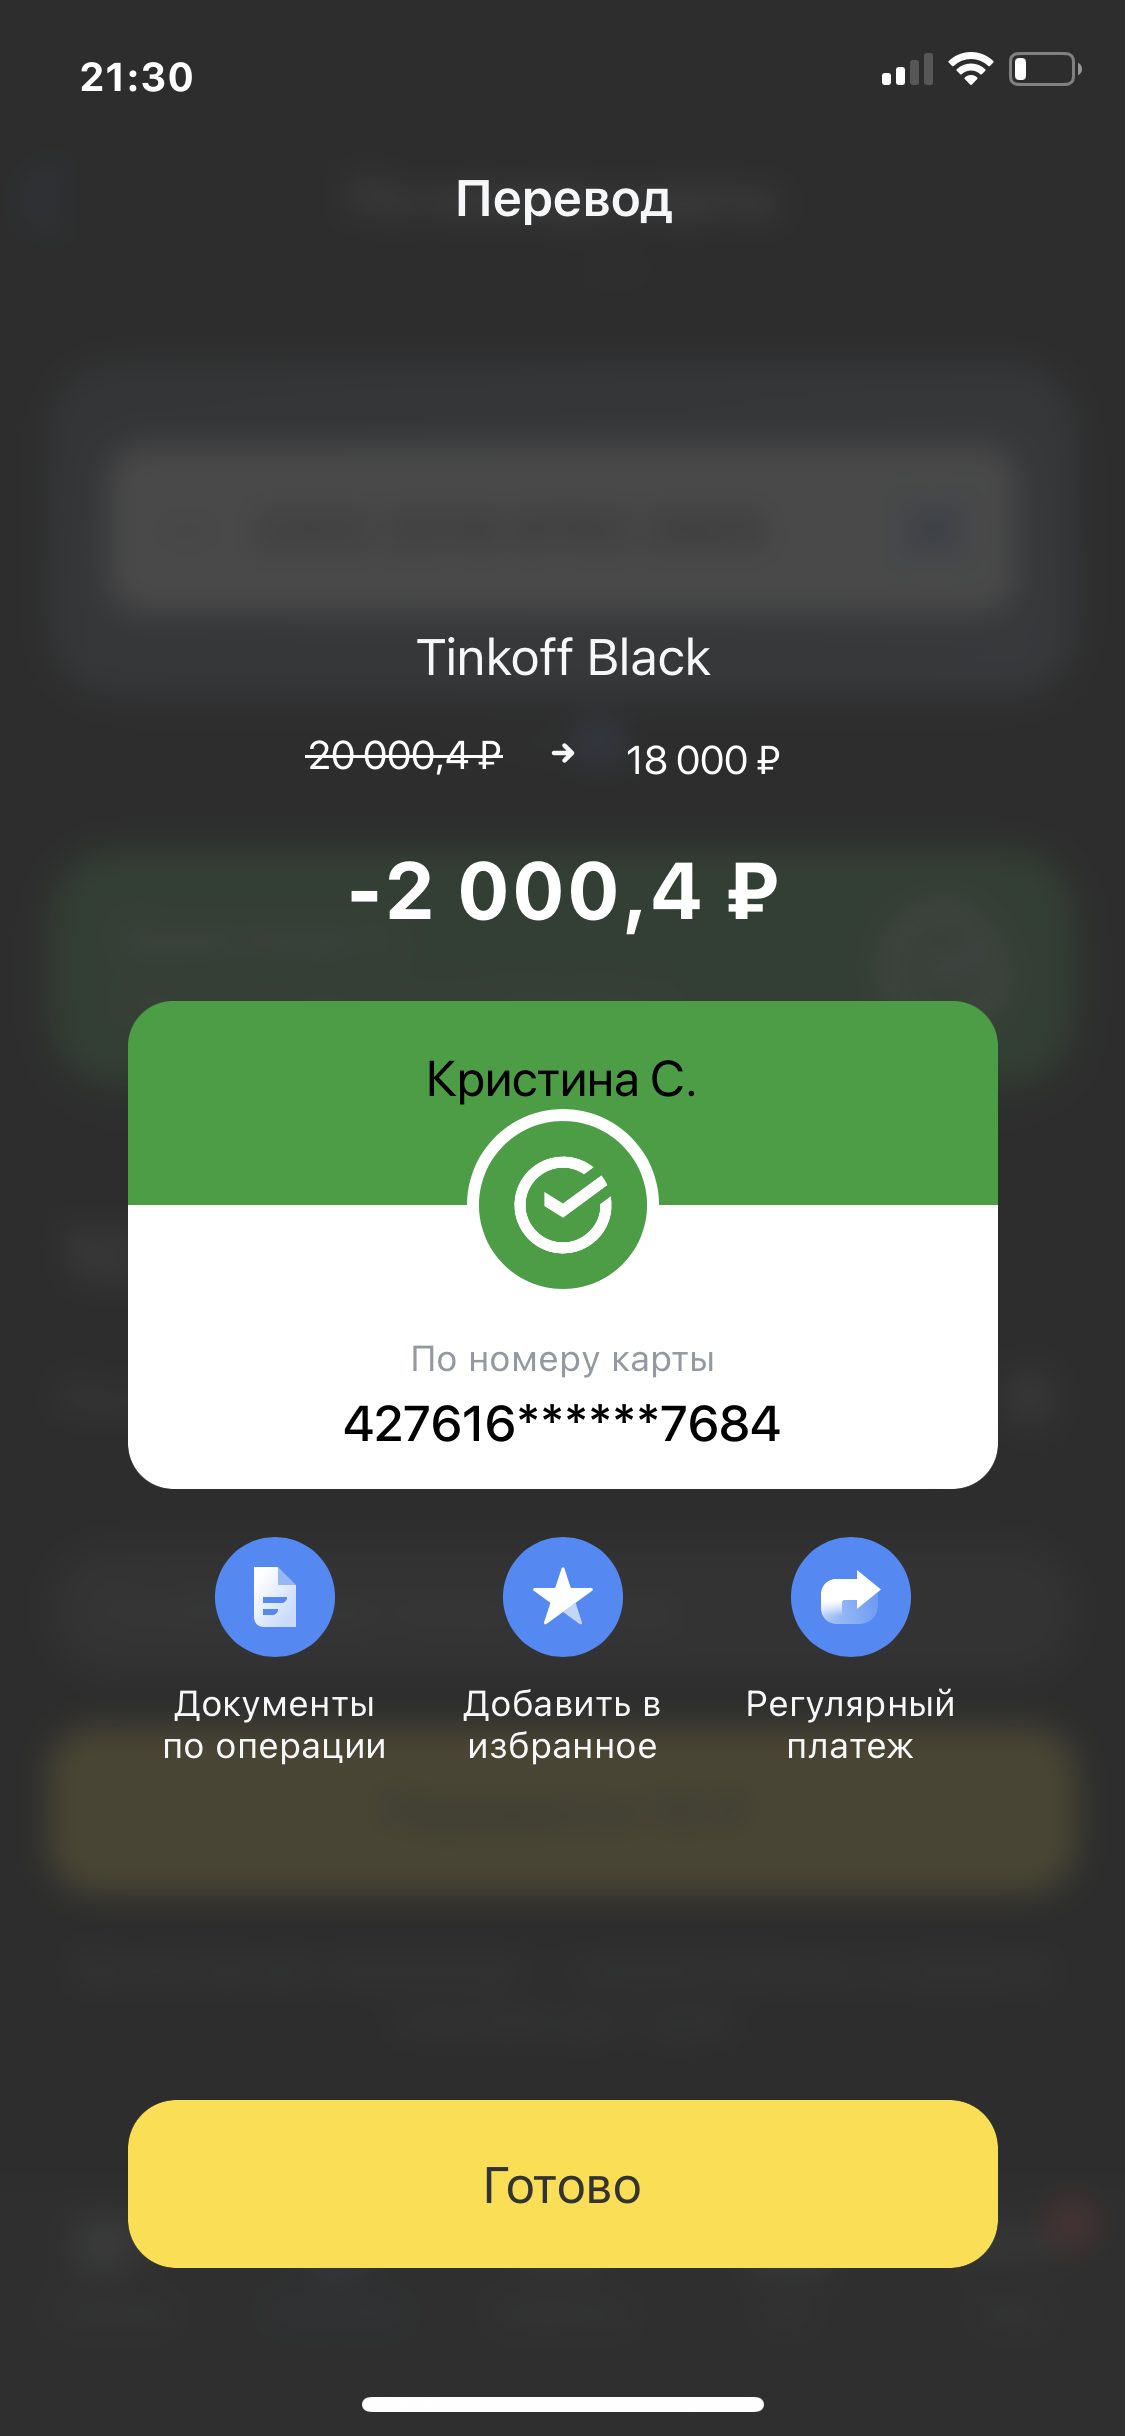 21:30
Перевод
Tinkoff Black
20 000,4 ₽ → 18 000 ₽
-2 000,4 ₽
Кристина С.
По номеру карты
427616******7684
Документы по операции
Добавить в избранное
Регулярный платеж
Готово